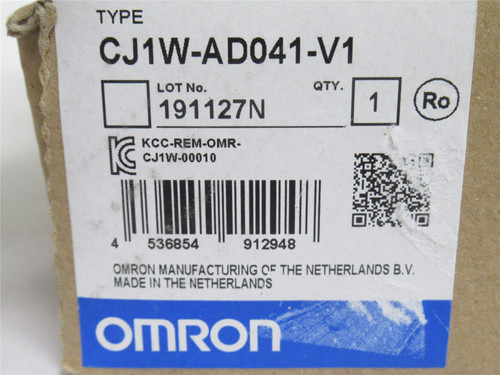 TYPE
CJ1W-AD041-V1
LOT No. QTY.
191127N 1 Ro
KCC-REM-OMR-
CJ1W-00010
4 536854 912948
OMRON MANUFACTURING OF THE NETHERLANDS B.V.
MADE IN THE NETHERLANDS
OMRON